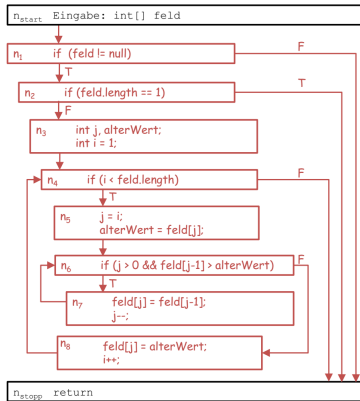 n_start Eingabe: int[] feld
n1 if (feld != null) F
T
n2 if (feld.length == 1) T
F
n3 int j, alterWert;
int i = 1;
n4 if (i < feld.length) F
T
n5 j = i;
alterWert = feld[j];
n6 if (j > 0 && feld[j-1] > alterWert) F
T
n7 feld[j] = feld[j-1];
j--;
n8 feld[j] = alterWert;
i++;
n_stopp return